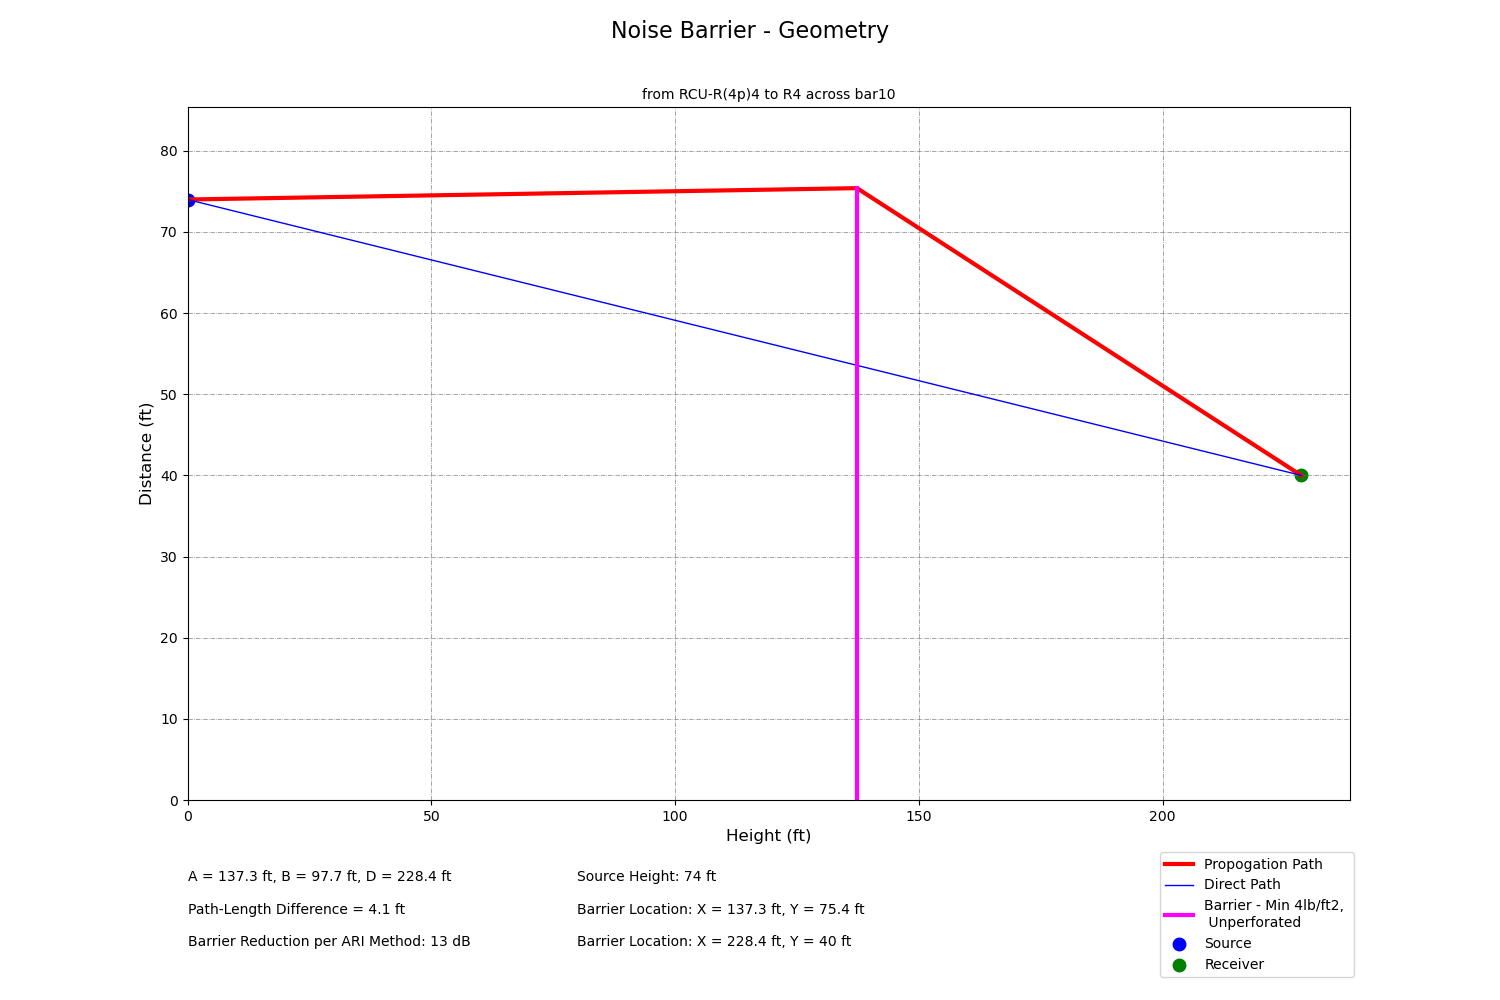 Noise Barrier - Geometry
from RCU-R(4p)4 to R4 across bar10
80
70
60
50
40
30
20
10
0
Distance (ft)
0 50 100 150 200
Height (ft)
A = 137.3 ft, B = 97.7 ft, D = 228.4 ft
Path-Length Difference = 4.1 ft
Barrier Reduction per ARI Method: 13 dB
Source Height: 74 ft
Barrier Location: X = 137.3 ft, Y = 75.4 ft
Barrier Location: X = 228.4 ft, Y = 40 ft
Propogation Path
Direct Path
Barrier - Min 4lb/ft2,
Unperforated
Source
Receiver